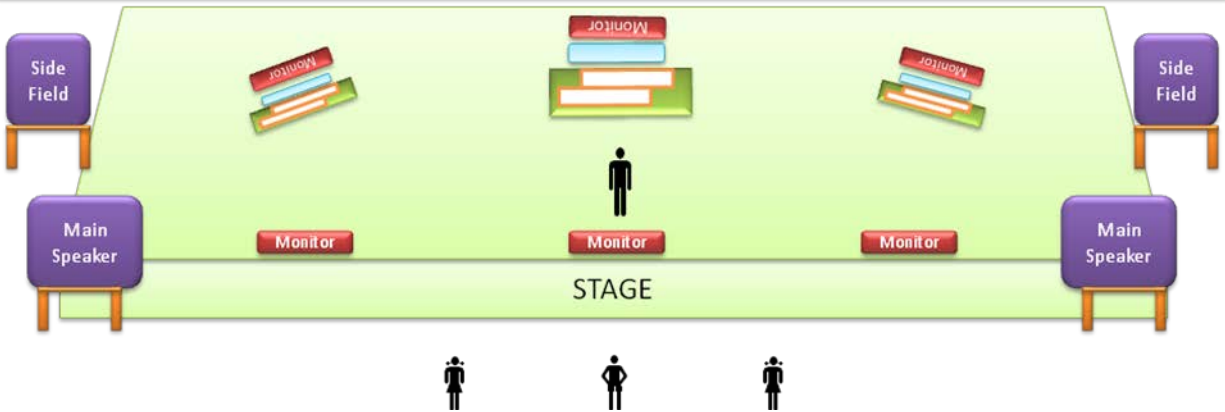 Monitor
Monitor
Monitor
Side
Field
Side
Field
Main
Speaker
Main
Speaker
Monitor
Monitor
Monitor
STAGE